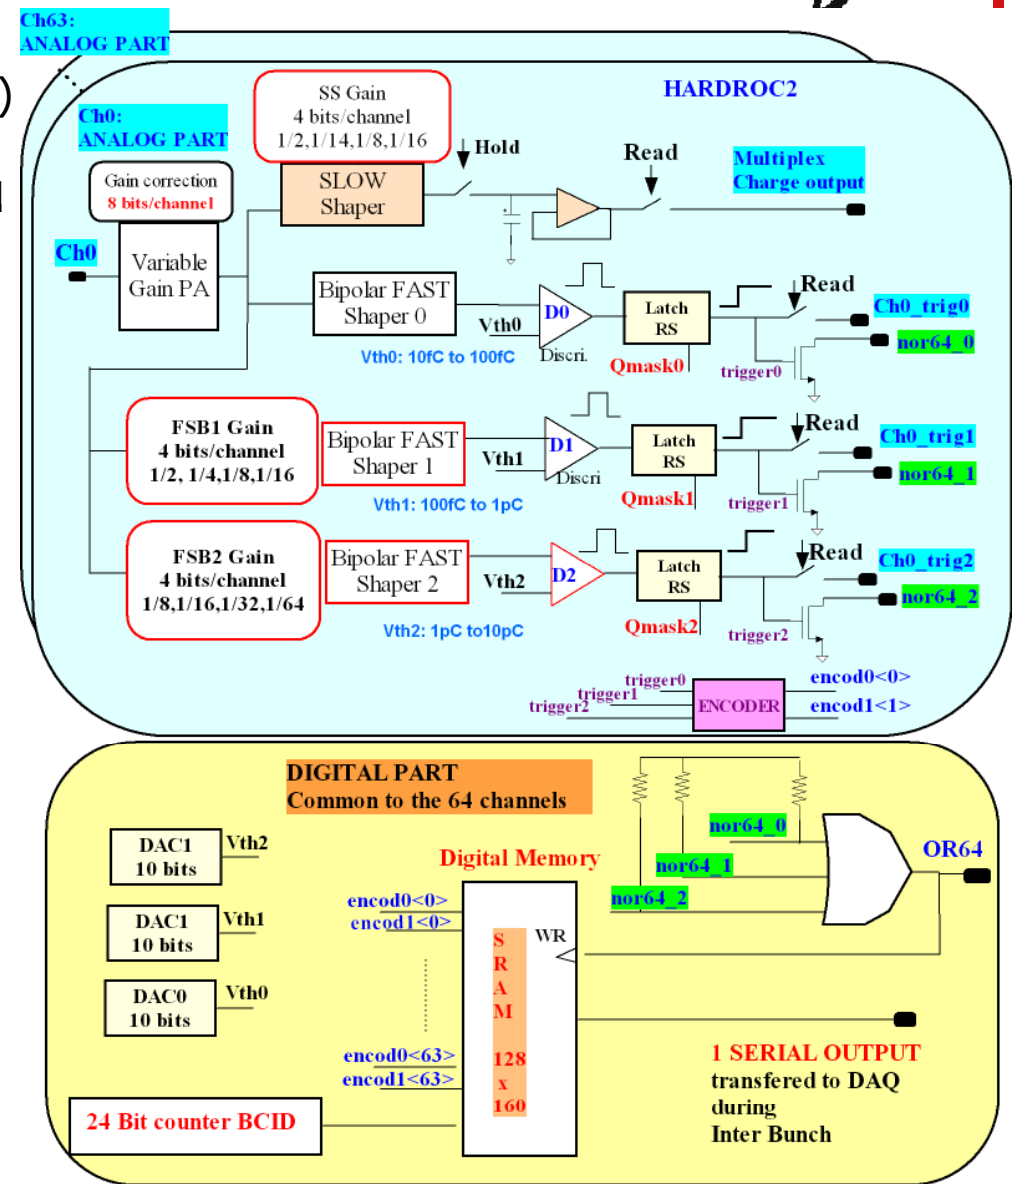 Ch63:
ANALOG PART
)
HARDROC2
SS Gain
4 bits/channel
1/2,1/14,1/8,1/16
Ch0:
ANALOG PART
Hold
Read
Multiplex
Charge output
Gain correction
8 bits/channel
SLOW
Shaper
Ch0
Variable
Gain PA
Bipolar FAST
Shaper 0
Vth0
D0
Discri.
Latch
RS
Read
Ch0_trig0
nor64_0
Vth0: 10fC to 100fC
Qmask0
trigger0
FSB1 Gain
4 bits/channel
1/2, 1/4,1/8,1/16
Bipolar FAST
Shaper 1
Vth1
D1
Discri
Latch
RS
Read
Ch0_trig1
nor64_1
Vth1: 100fC to 1pC
Qmask1
trigger1
FSB2 Gain
4 bits/channel
1/8,1/16,1/32,1/64
Bipolar FAST
Shaper 2
Vth2
D2
Latch
RS
Read
Ch0_trig2
nor64_2
Vth2: 1pC to10pC
Qmask2
trigger2
trigger0
trigger1
trigger2
ENCODER
encod0<0>
encod1<1>
DIGITAL PART
Common to the 64 channels
DAC1
10 bits
Vth2
DAC1
10 bits
Vth1
DAC0
10 bits
Vth0
Digital Memory
encod0<0>
encod1<0>
encod0<63>
encod1<63>
SRAM
128
x
160
WR
nor64_0
nor64_1
nor64_2
OR64
24 Bit counter BCID
1 SERIAL OUTPUT
transfered to DAQ
during
Inter Bunch